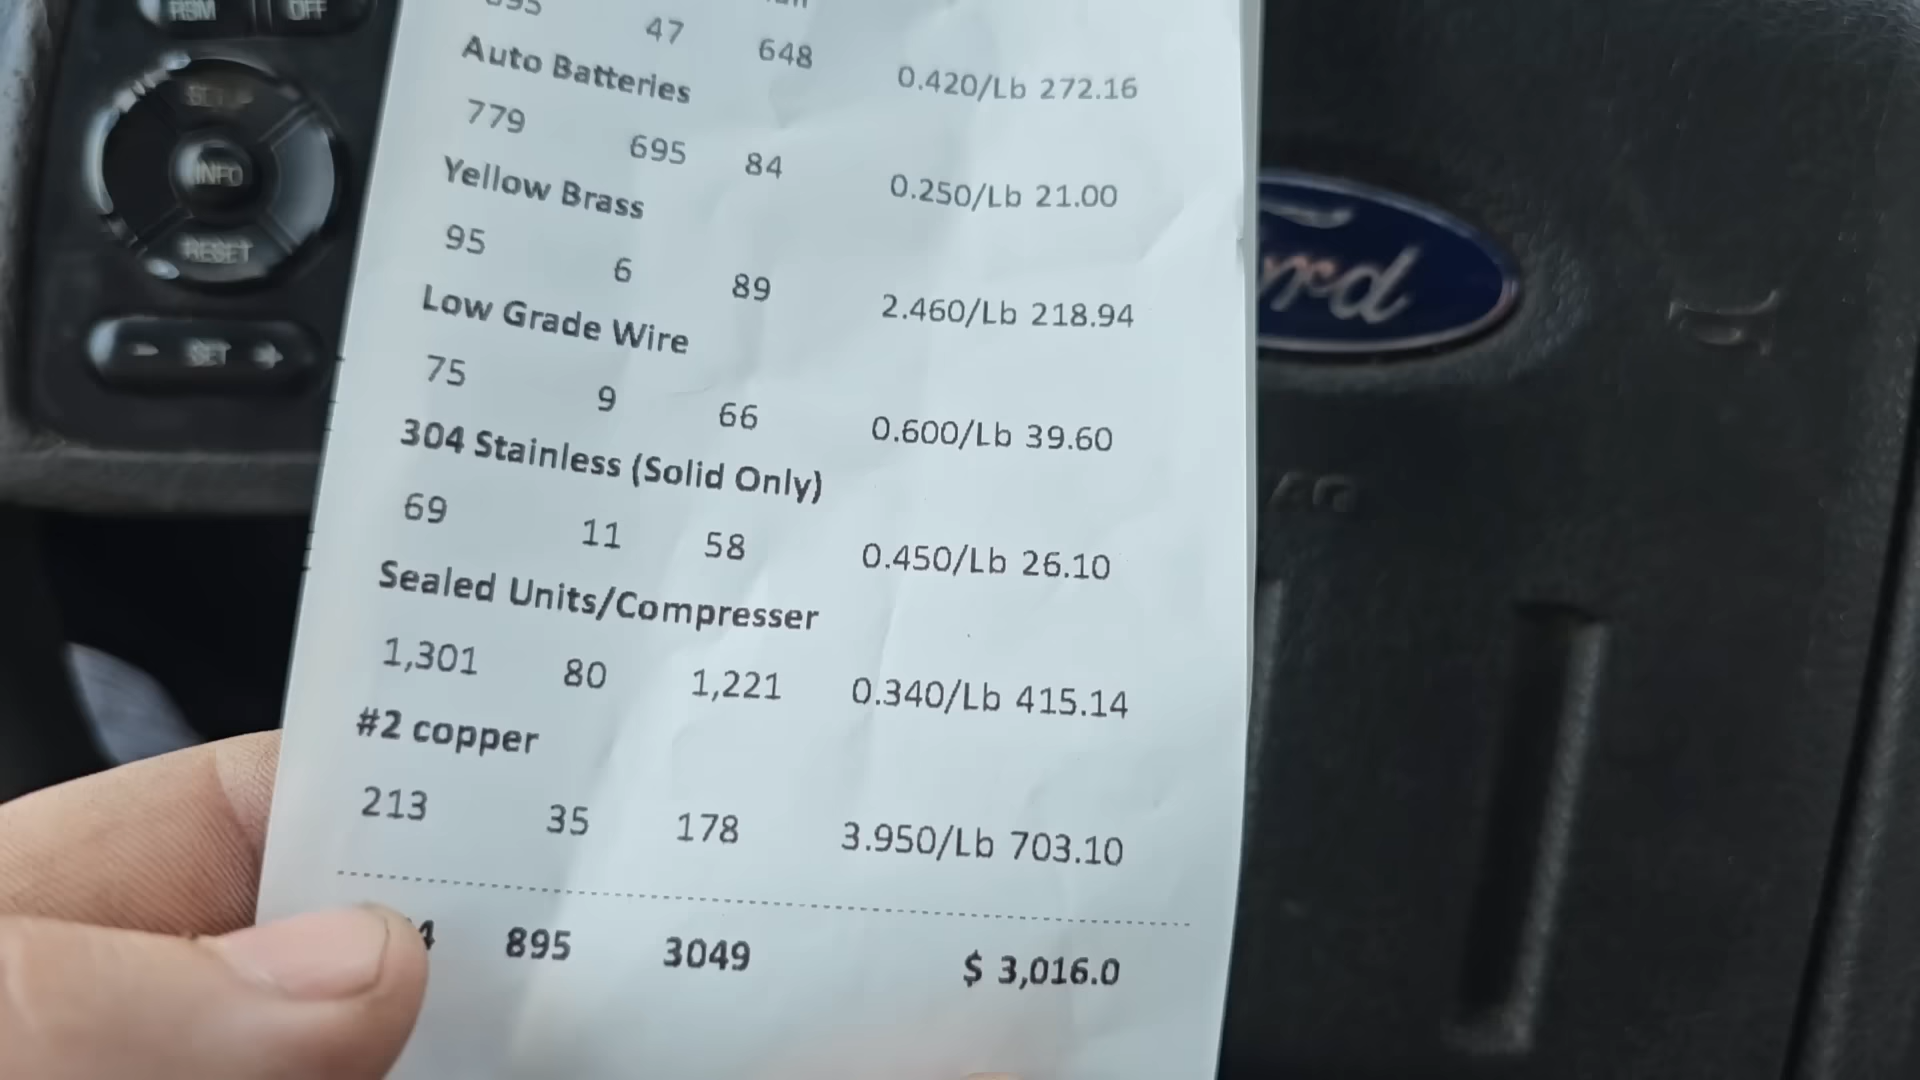 47 648 0.420/Lb 272.16
Auto Batteries
779 695 84 0.250/Lb 21.00
Yellow Brass
95 6 89 2.460/Lb 218.94
Low Grade Wire
75 9 66 0.600/Lb 39.60
304 Stainless (Solid Only)
69 11 58 0.450/Lb 26.10
Sealed Units/Compresser
1,301 80 1,221 0.340/Lb 415.14
#2 copper
213 35 178 3.950/Lb 703.10
4 895 3049 $ 3,016.0
OFF
INFO
RESET
- SET +
rd